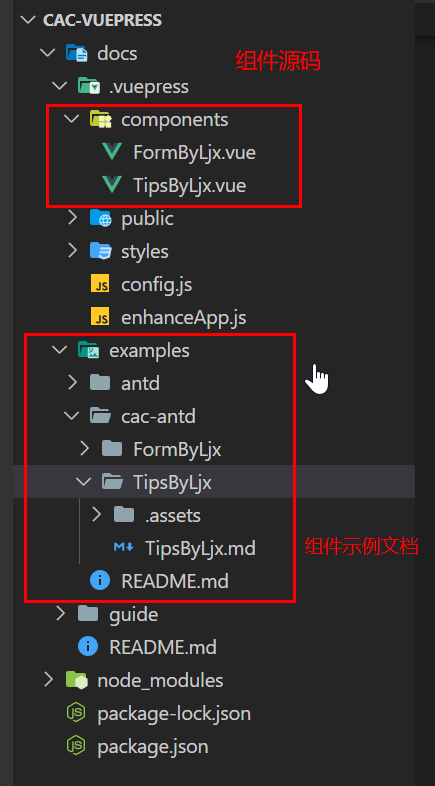 CAC-VUEPRESS
docs
组件源码
.vuepress
components
FormByLjx.vue
TipsByLjx.vue
public
styles
JS config.js
JS enhanceApp.js
examples
antd
cac-antd
FormByLjx
TipsByLjx
.assets
TipsByLjx.md
组件示例文档
README.md
guide
README.md
node_modules
package-lock.json
package.json